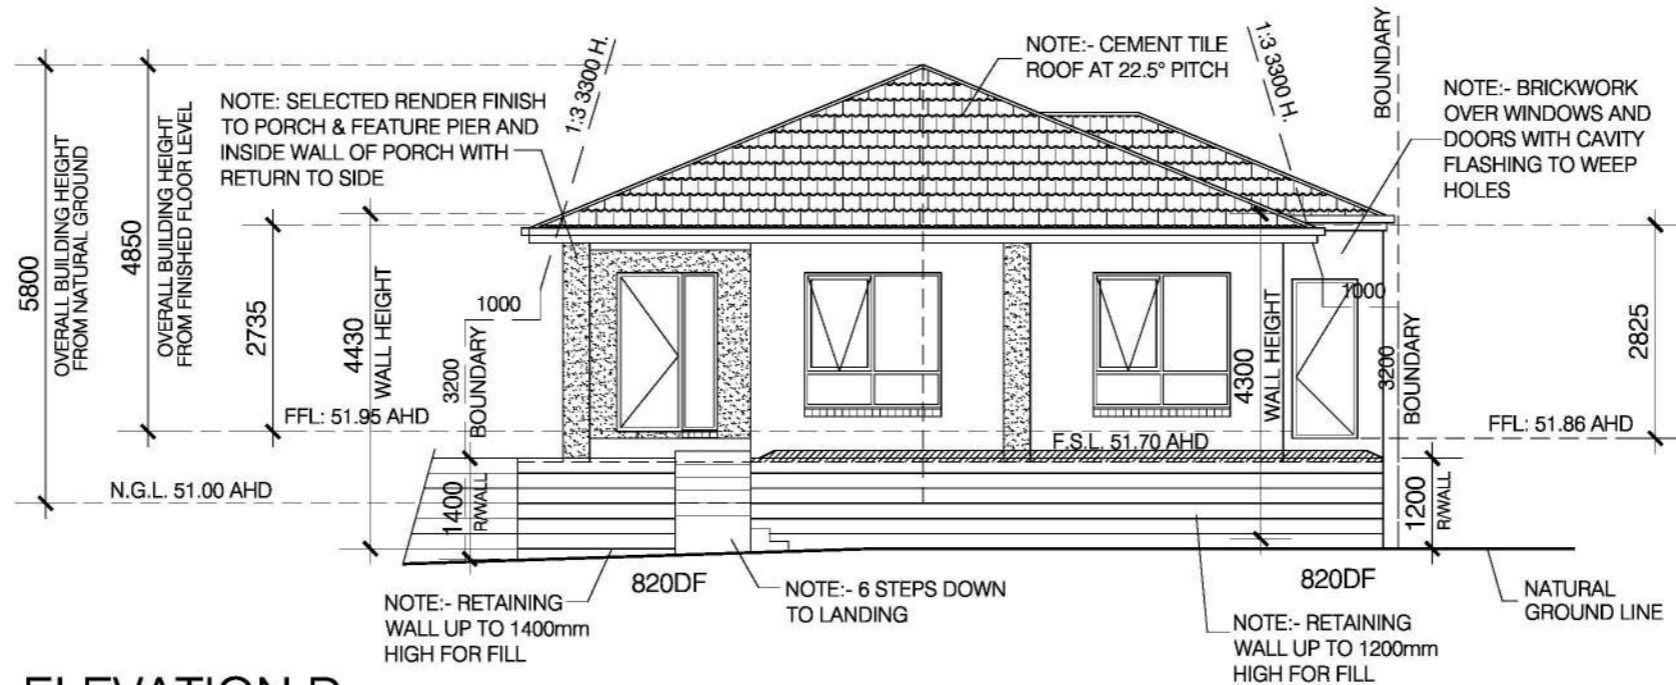 5800
OVERALL BUILDING HEIGHT
FROM NATURAL GROUND
4850
OVERALL BUILDING HEIGHT
FROM FINISHED FLOOR LEVEL
2735
4430
WALL HEIGHT
NOTE: SELECTED RENDER FINISH
TO PORCH & FEATURE PIER AND
INSIDE WALL OF PORCH WITH
RETURN TO SIDE
1:3 3300 H.
NOTE:- CEMENT TILE
ROOF AT 22.5° PITCH
1:3 3300 H.
BOUNDARY
NOTE:- BRICKWORK
OVER WINDOWS AND
DOORS WITH CAVITY
FLASHING TO WEEP
HOLES
1000
3200
BOUNDARY
FFL: 51.95 AHD
N.G.L. 51.00 AHD
1400
R/WALL
4300
WALL HEIGHT
F.S.L. 51.70 AHD
1000
3200
BOUNDARY
2825
FFL: 51.86 AHD
1200
R/WALL
820DF
820DF
NOTE:- RETAINING
WALL UP TO 1400mm
HIGH FOR FILL
NOTE:- 6 STEPS DOWN
TO LANDING
NOTE:- RETAINING
WALL UP TO 1200mm
HIGH FOR FILL
NATURAL
GROUND LINE